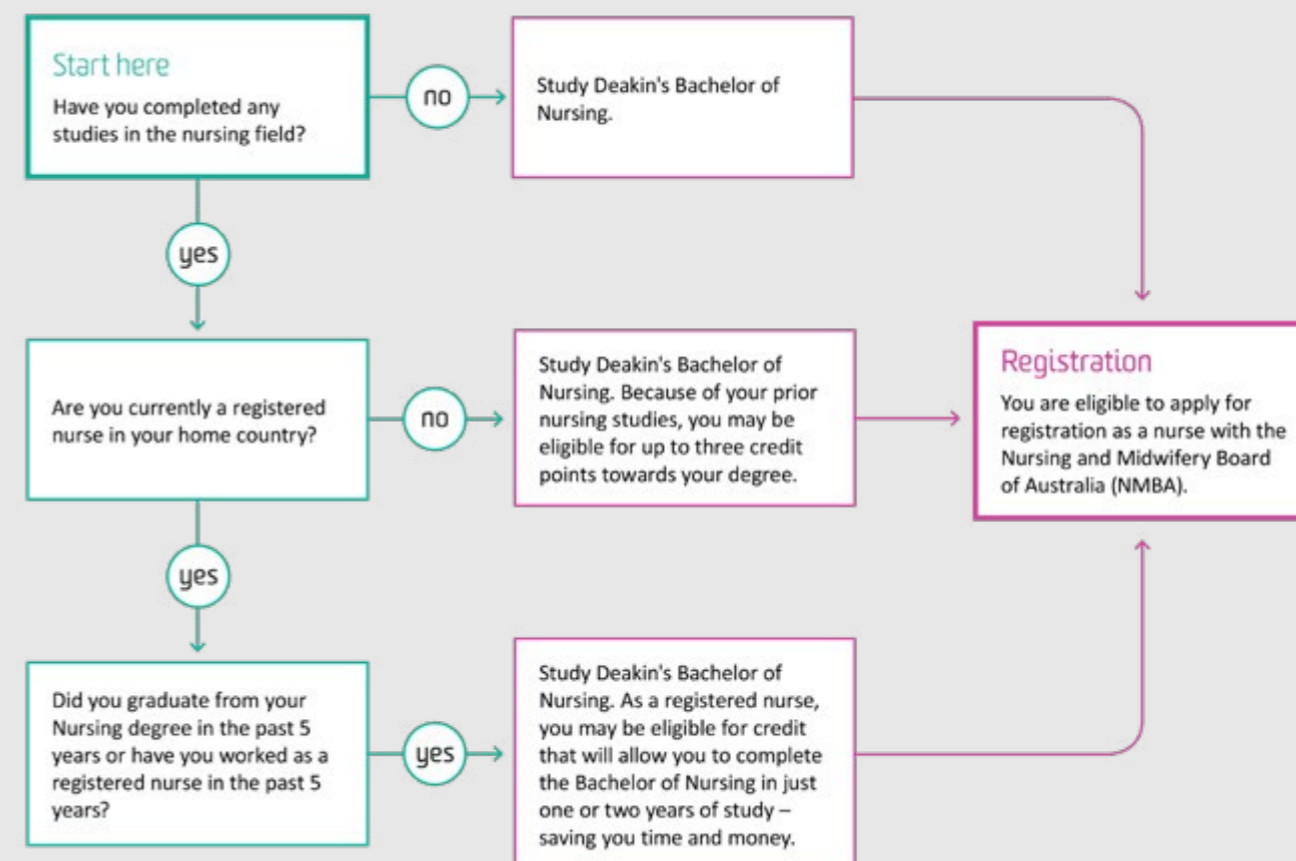 Start here
Have you completed any
studies in the nursing field?
no
Study Deakin's Bachelor of
Nursing.
yes
Are you currently a registered
nurse in your home country?
no
Study Deakin's Bachelor of
Nursing. Because of your prior
nursing studies, you may be
eligible for up to three credit
points towards your degree.
Registration
You are eligible to apply for
registration as a nurse with the
Nursing and Midwifery Board
of Australia (NMBA).
yes
Did you graduate from your
Nursing degree in the past 5
years or have you worked as a
registered nurse in the past 5
years?
yes
Study Deakin's Bachelor of
Nursing. As a registered nurse,
you may be eligible for credit
that will allow you to complete
the Bachelor of Nursing in just
one or two years of study –
saving you time and money.